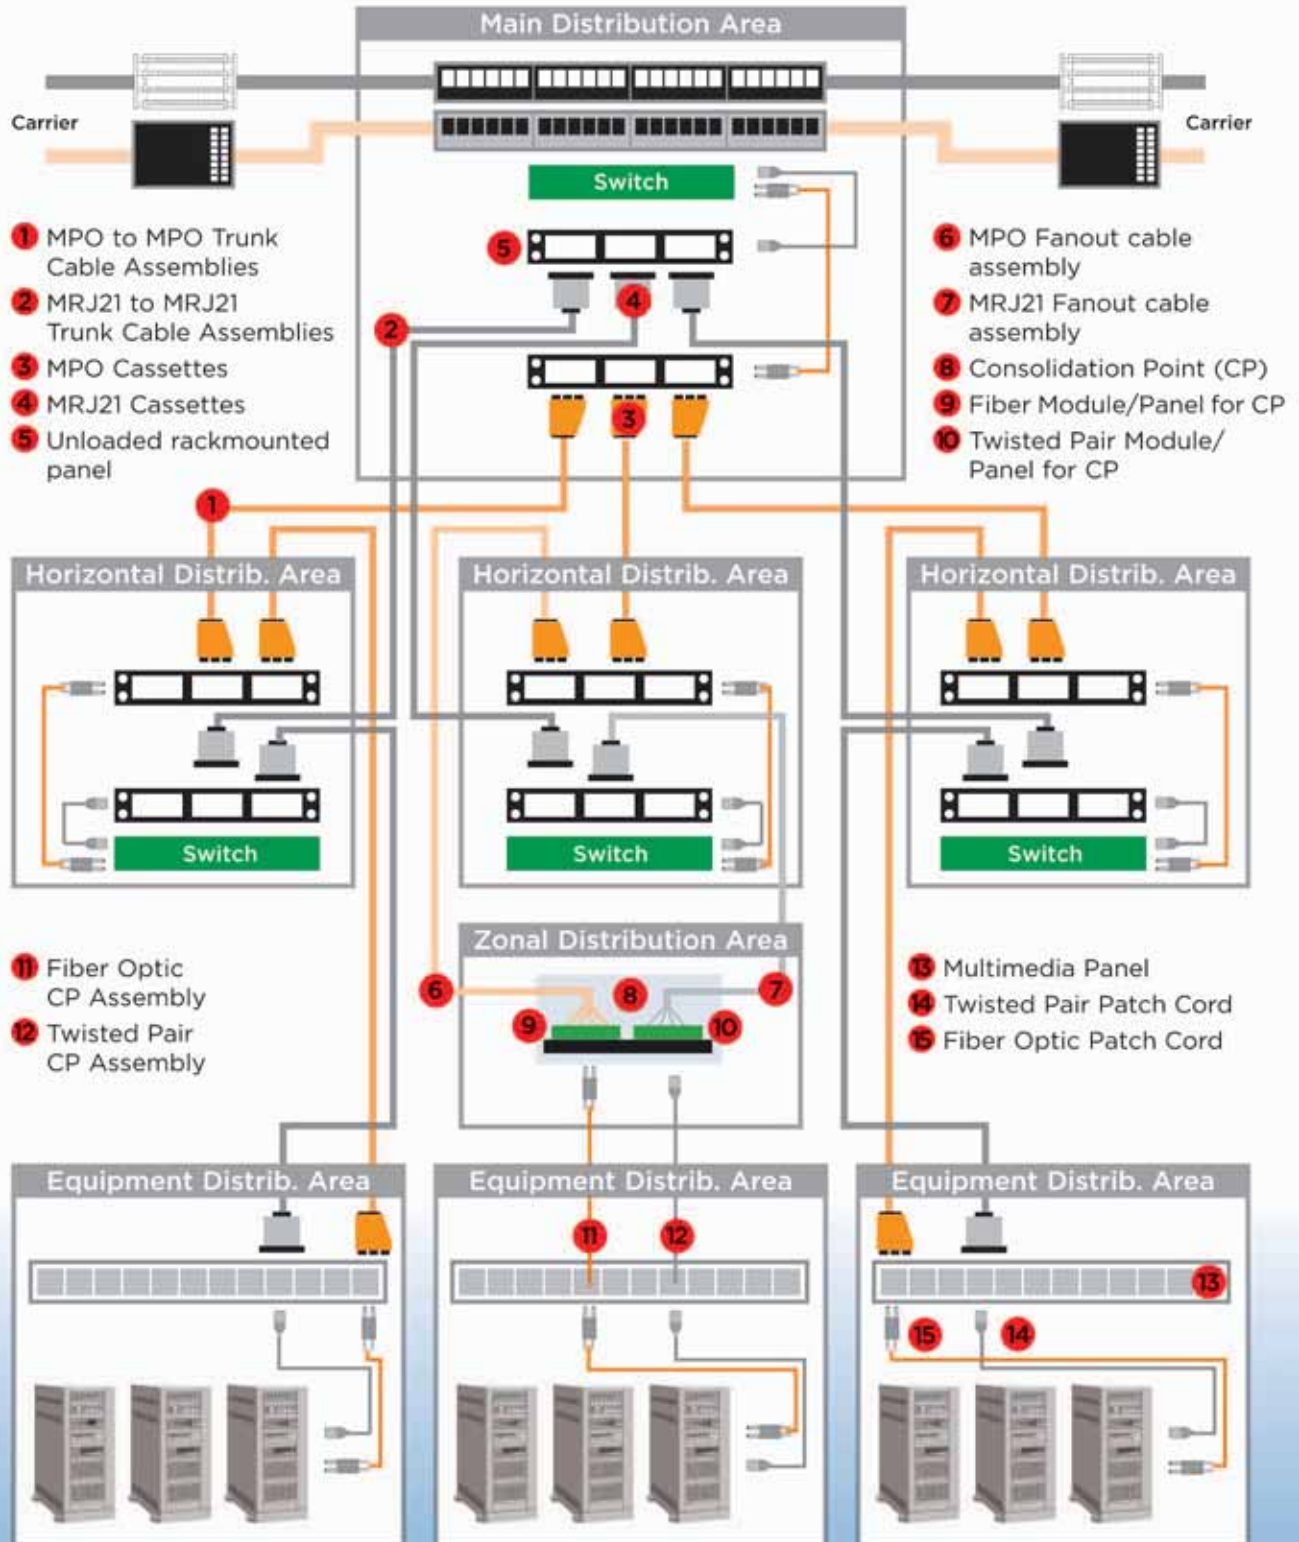 Main Distribution Area
Carrier
Carrier
Switch
1 MPO to MPO Trunk
Cable Assemblies
2 MRJ21 to MRJ21
Trunk Cable Assemblies
3 MPO Cassettes
4 MRJ21 Cassettes
5 Unloaded rackmounted
panel
5
4
2
3
6 MPO Fanout cable
assembly
7 MRJ21 Fanout cable
assembly
8 Consolidation Point (CP)
9 Fiber Module/Panel for CP
10 Twisted Pair Module/
Panel for CP
1
Horizontal Distrib. Area
Switch
Horizontal Distrib. Area
Switch
Horizontal Distrib. Area
Switch
11 Fiber Optic
CP Assembly
12 Twisted Pair
CP Assembly
Zonal Distribution Area
6
8
7
9
10
13 Multimedia Panel
14 Twisted Pair Patch Cord
15 Fiber Optic Patch Cord
Equipment Distrib. Area
Equipment Distrib. Area
11
12
Equipment Distrib. Area
13
15
14